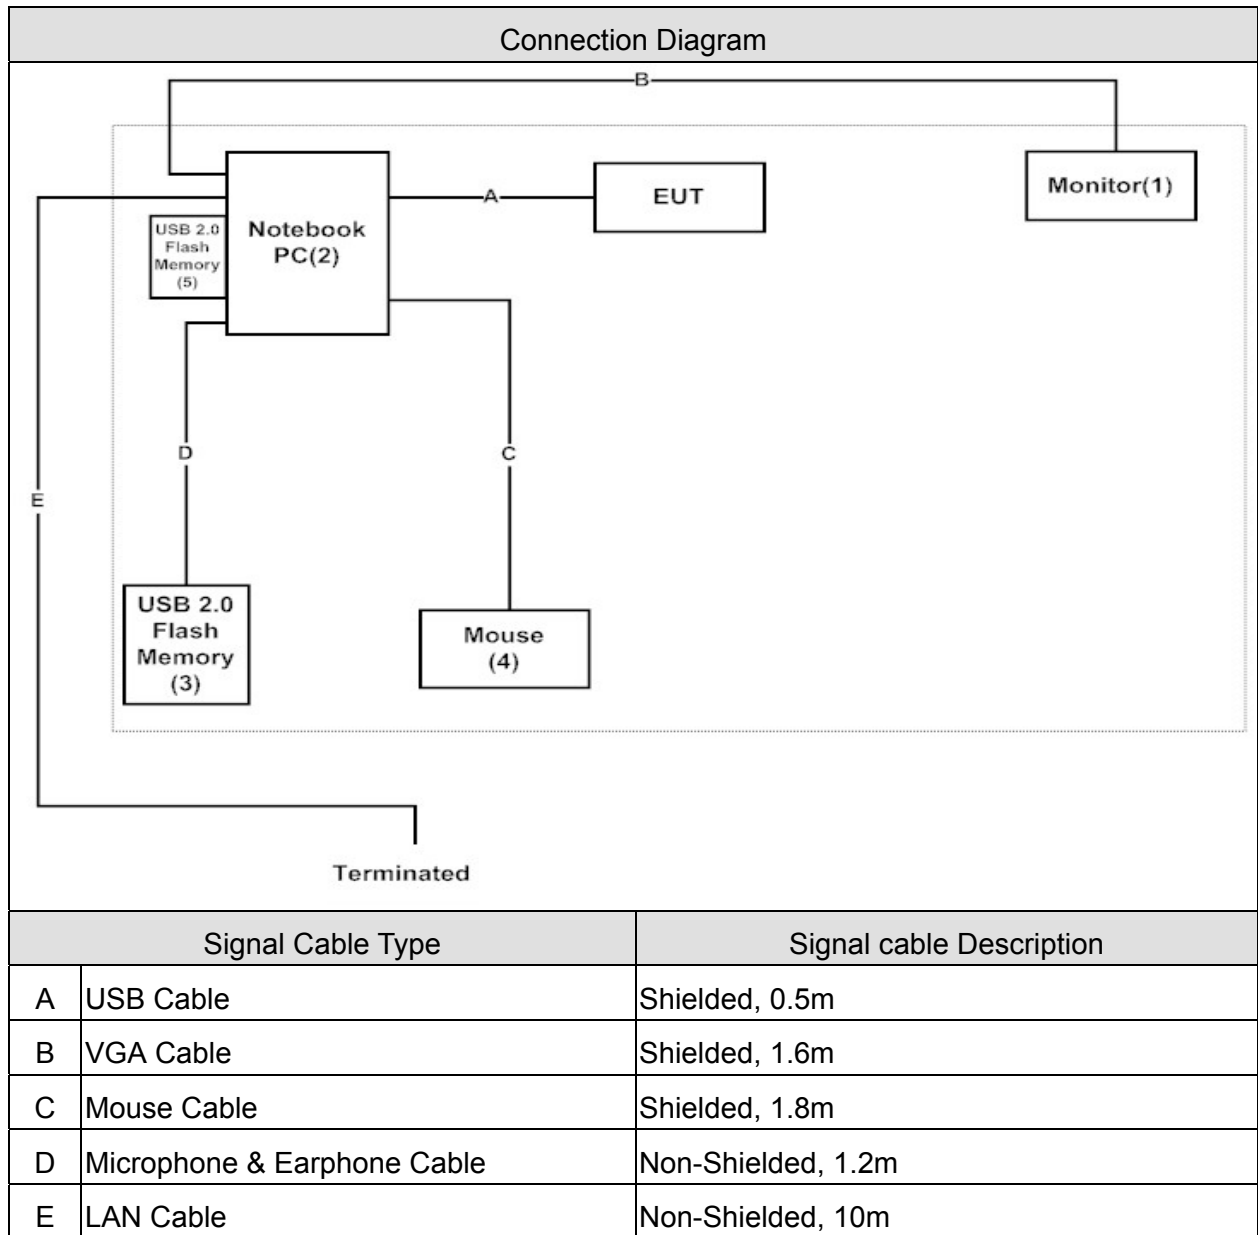 Connection Diagram
B
Notebook
PC(2)
A
EUT
Monitor(1)
USB 2.0
Flash
Memory
(5)
D
C
E
USB 2.0
Flash
Memory
(3)
Mouse
(4)
Terminated
Signal Cable Type Signal cable Description
A USB Cable Shielded, 0.5m
B VGA Cable Shielded, 1.6m
C Mouse Cable Shielded, 1.8m
D Microphone & Earphone Cable Non-Shielded, 1.2m
E LAN Cable Non-Shielded, 10m